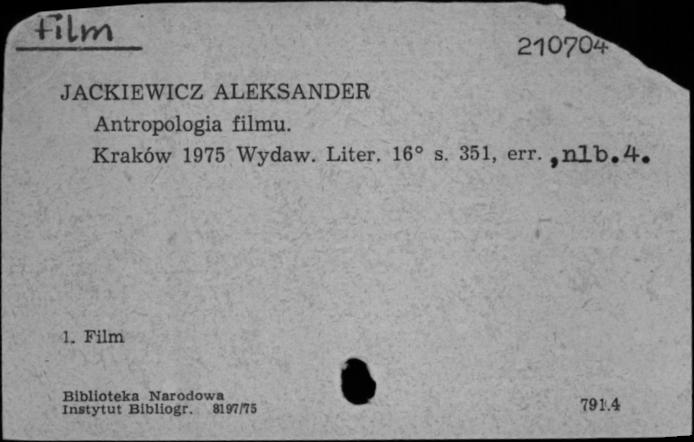 Film
210704
JACKIEWICZ ALEKSANDER
Antropologia filmu.
Kraków 1975 Wydaw. Liter. 16° s. 351, err. ,nlb.4.
1. Film
Biblioteka Narodowa
Instytut Bibliogr. 8197/75
791.4